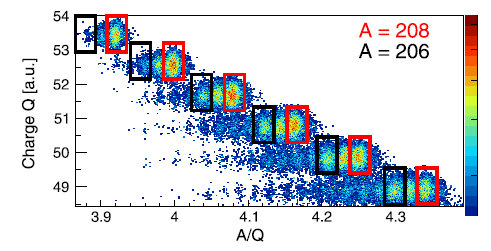 A = 208
A = 206
Charge Q [a.u.]
54
53
52
51
50
49
3.9 4 4.1 4.2 4.3
A/Q